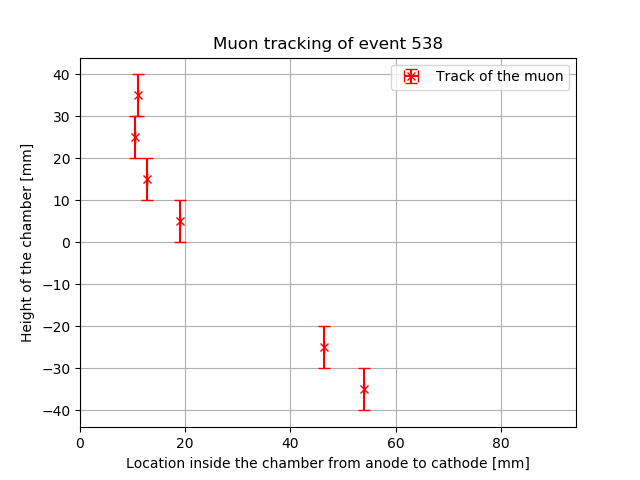 Muon tracking of event 538
Track of the muon
Height of the chamber [mm]
40
30
20
10
0
−10
−20
−30
−40
0 20 40 60 80
Location inside the chamber from anode to cathode [mm]